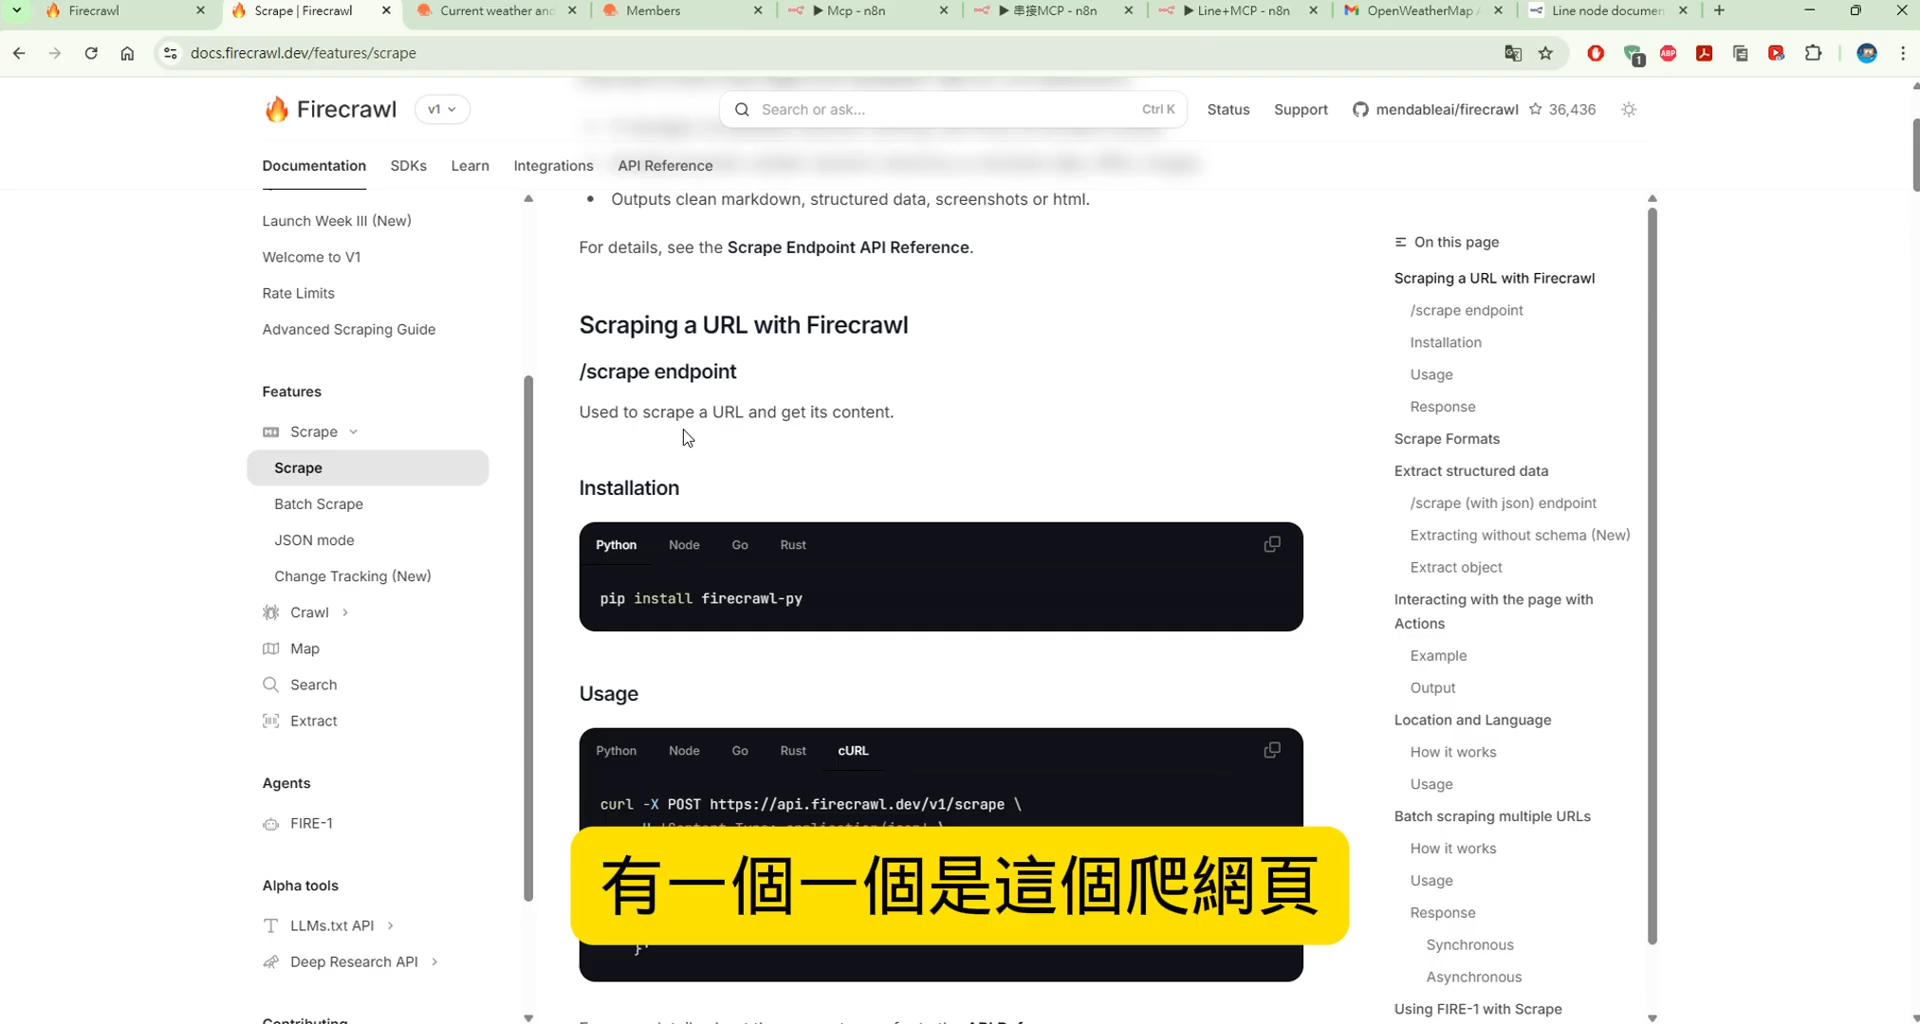 Firecrawl
Scrape | Firecrawl
Current weather and
Members
▶ Mcp - n8n
▶ 串接MCP - n8n
▶ Line+MCP - n8n
OpenWeatherMap
Line node documen
docs.firecrawl.dev/features/scrape
1
ABP
Firecrawl
v1
Search or ask...
Ctrl K
Status
Support
mendableai/firecrawl
36,436
Documentation
SDKs
Learn
Integrations
API Reference
Launch Week III (New)
Welcome to V1
Rate Limits
Advanced Scraping Guide
Features
Scrape
Scrape
Batch Scrape
JSON mode
Change Tracking (New)
Crawl
Map
Search
Extract
Agents
FIRE-1
Alpha tools
LLMs.txt API
Deep Research API
Contributing
• Outputs clean markdown, structured data, screenshots or html.
For details, see the Scrape Endpoint API Reference.
Scraping a URL with Firecrawl
/scrape endpoint
Used to scrape a URL and get its content.
Installation
Python Node Go Rust
pip install firecrawl-py
Usage
Python Node Go Rust cURL
curl -X POST https://api.firecrawl.dev/v1/scrape \
-H 'Content-Type: application/json' \
}'
有一個一個是這個爬網頁
On this page
Scraping a URL with Firecrawl
/scrape endpoint
Installation
Usage
Response
Scrape Formats
Extract structured data
/scrape (with json) endpoint
Extracting without schema (New)
Extract object
Interacting with the page with
Actions
Example
Output
Location and Language
How it works
Usage
Batch scraping multiple URLs
How it works
Usage
Response
Synchronous
Asynchronous
Using FIRE-1 with Scrape